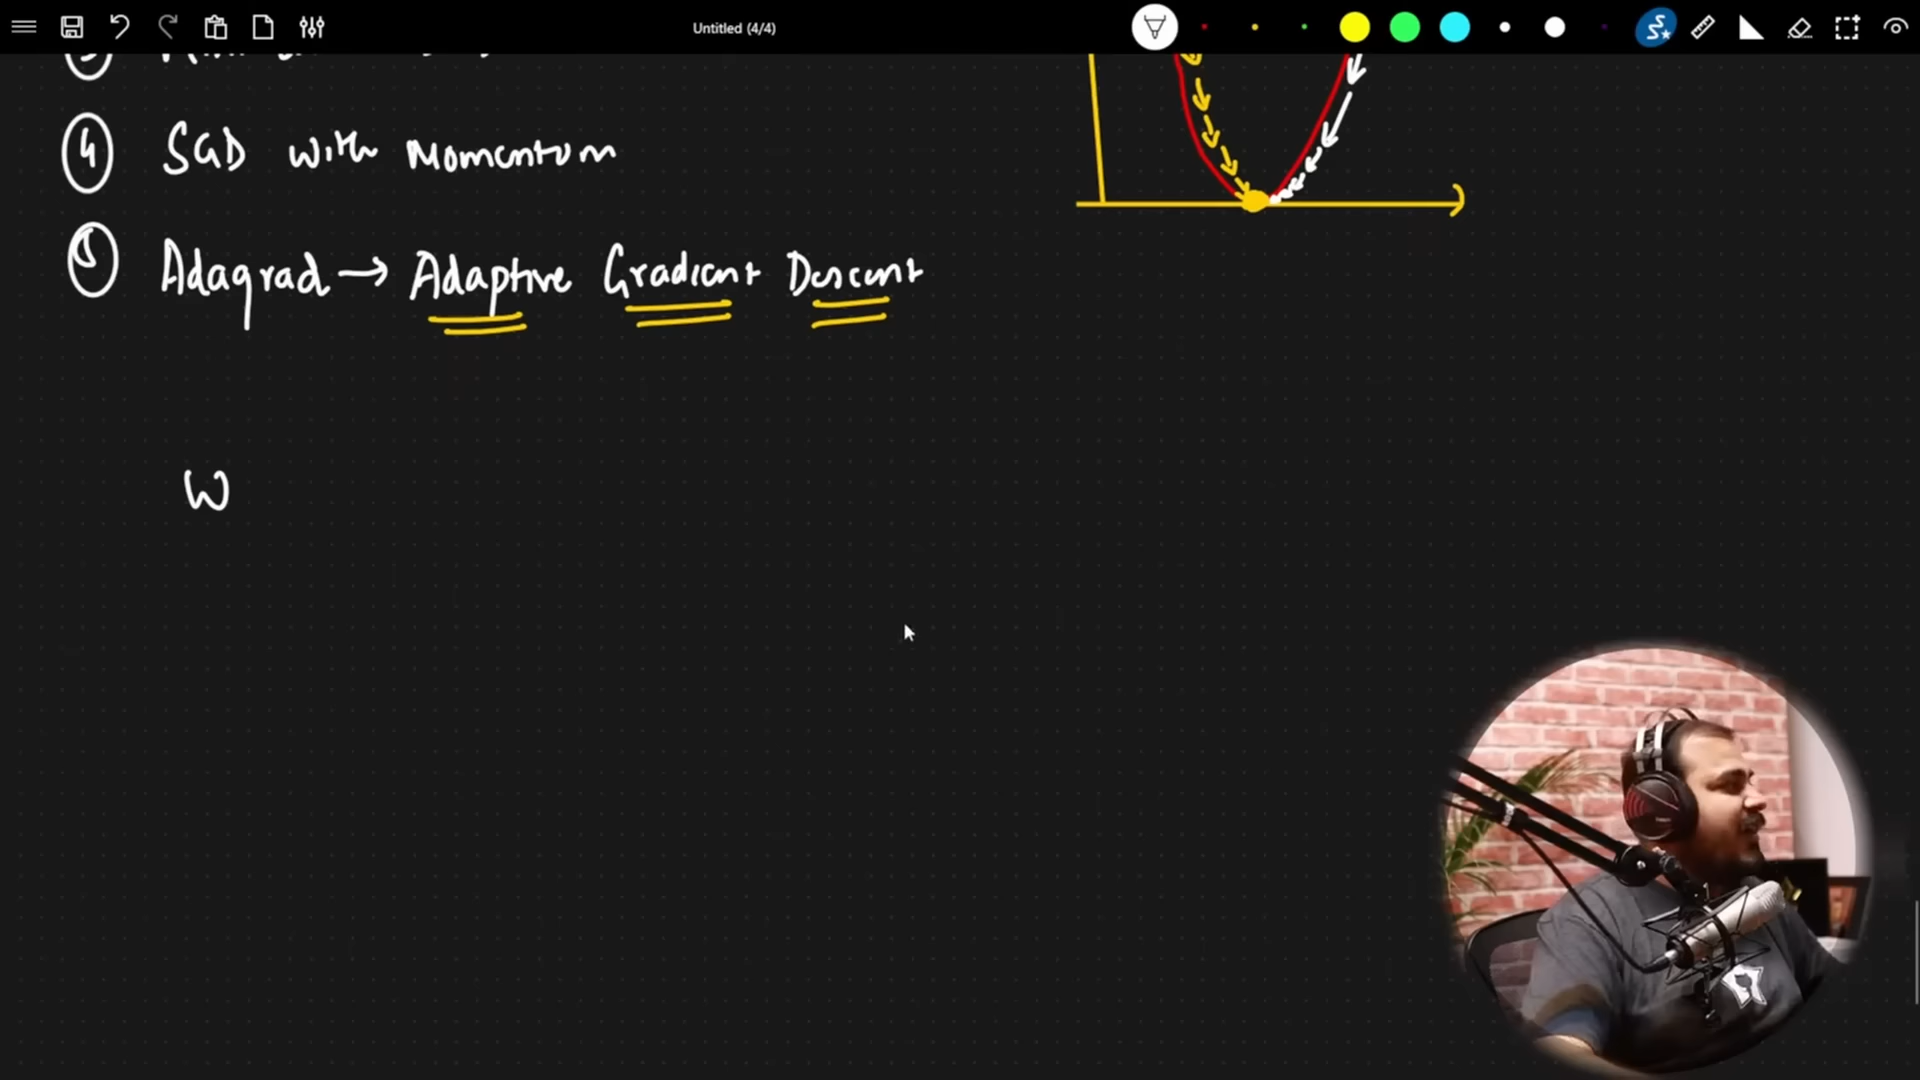 Untitled (4/4)
④ SGD with Momentum
⑤ Adagrad → Adaptive Gradient Descent
W